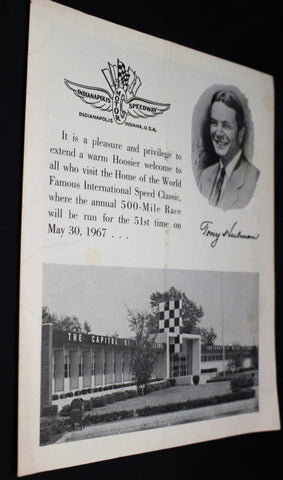 INDIANAPOLIS SPEEDWAY
MOTOR
INDIANAPOLIS INDIANA, U.S.A.
It is a pleasure and privilege to
extend a warm Hoosier welcome to
all who visit the Home of the World
Famous International Speed Classic,
where the annual 500-Mile Race
will be run for the 51st time on
May 30, 1967 . . .
Tony Hulman
THE CAPITOL